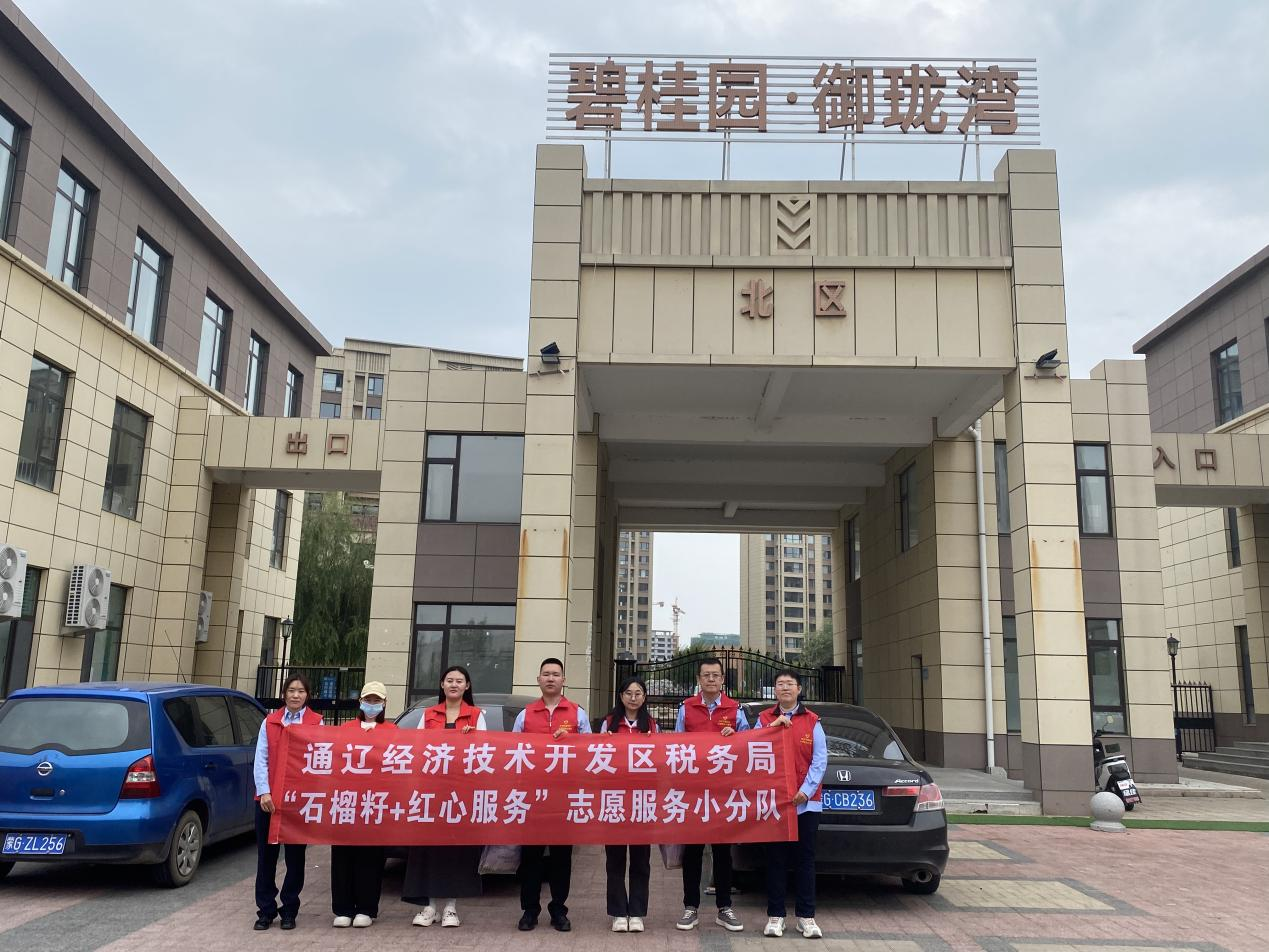 碧桂园·御珑湾
北区
出口
入口
通辽经济技术开发区税务局
“石榴籽+红心服务”志愿服务小分队
蒙G·ZL256
G·CB236
Accord